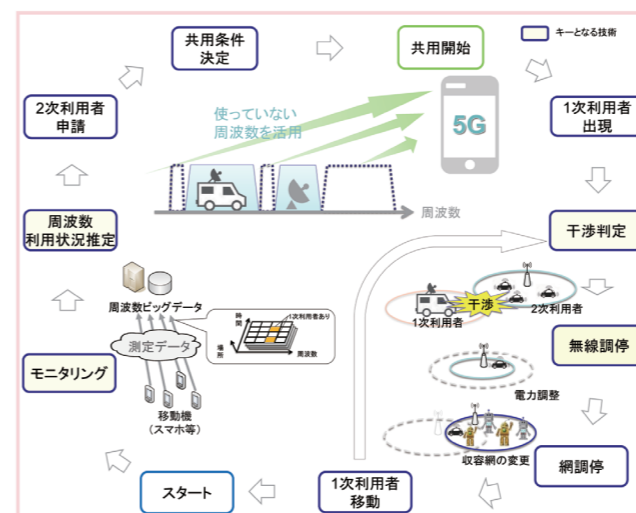 共用条件
決定
共用開始
キーとなる技術
2次利用者
申請
使っていない
周波数を活用
5G
1次利用者
出現
周波数
周波数
利用状況推定
干渉判定
周波数ビッグデータ
時間
1次利用者あり
場所
周波数
測定データ
干渉
1次利用者
2次利用者
モニタリング
無線調停
移動機
(スマホ等)
電力調整
収容網の変更
スタート
1次利用者
移動
網調停